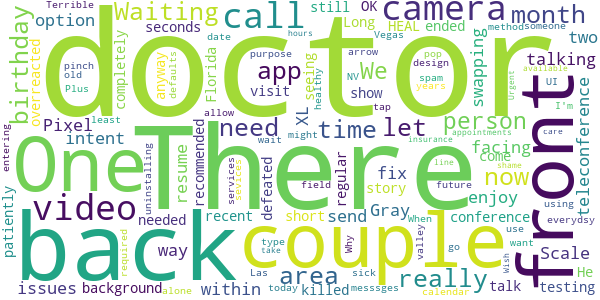 Terrible
option
Waiting
call
camera
month
still
OK
HEAL
ended
Long
someone
Vegas
method
birthday
overreacted
pinch
old
Plus
seconds
completely
anyway
defaults
date
purpose
hours
arrow
pop
design
spam
years
UI
two
talking
swapping
doctor
app
We
seeing
healthy
NV
tap
Florida
visit
show
Pixel
intent
need
time
let
person
XL
allow
might
wait
regular
facing
come
now
teleconference
Urgent
available
I'm
care
appointments
insurance
line
shame
front
One
There
entering
patiently
uninstalling
resume
recommended
services
sevices
defeated
field
fix
story
future
enjoy
video
needed
recent
short
send
Gray
When
conference
use
everydsy
using
want
go
Wish
Scale
He
testing
back
couple
really
way
type
take
Why
valley
area
issues
background
required
alone
within
Las
today
killed
sick
messsges
calendar
talk